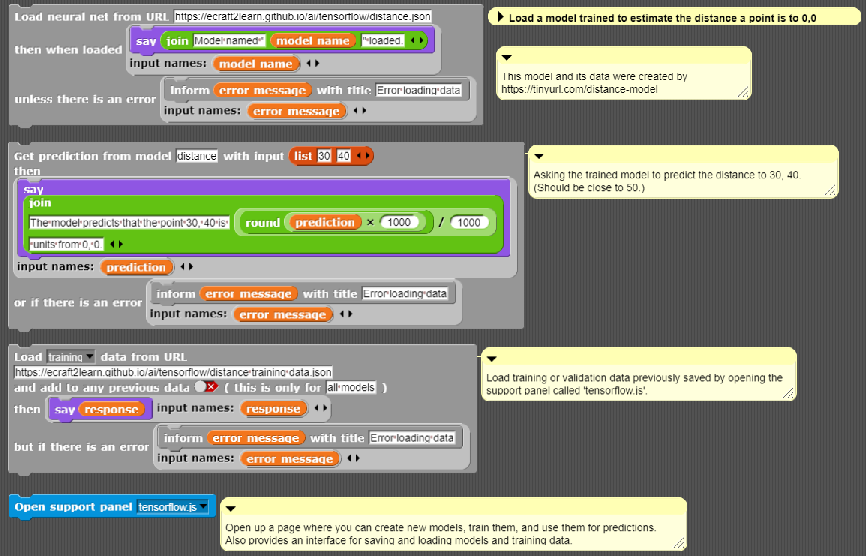 Load neural net from URL https://ecraft2learn.github.io/ai/tensorflow/distance.json
then when loaded say join Model named " model name " loaded.
input names: model name
unless there is an error inform error message with title Error loading data
input names: error message
Load a model trained to estimate the distance a point is to 0,0
This model and its data were created by
https://tinyurl.com/distance-model
Get prediction from model distance with input list 30 40
then
say
join
The model predicts that the point 30, 40 is round prediction × 1000 / 1000
units from 0, 0.
input names: prediction
or if there is an error inform error message with title Error loading data
input names: error message
Asking the trained model to predict the distance to 30, 40.
(Should be close to 50.)
Load training data from URL
https://ecraft2learn.github.io/ai/tensorflow/distance-training-data.json
and add to any previous data ( this is only for all models )
then say response input names: response
but if there is an error inform error message with title Error loading data
input names: error message
Load training or validation data previously saved by opening the
support panel called 'tensorflow.js'.
Open support panel tensorflow.js
Open up a page where you can create new models, train them, and use them for predictions.
Also provides an interface for saving and loading models and training data.